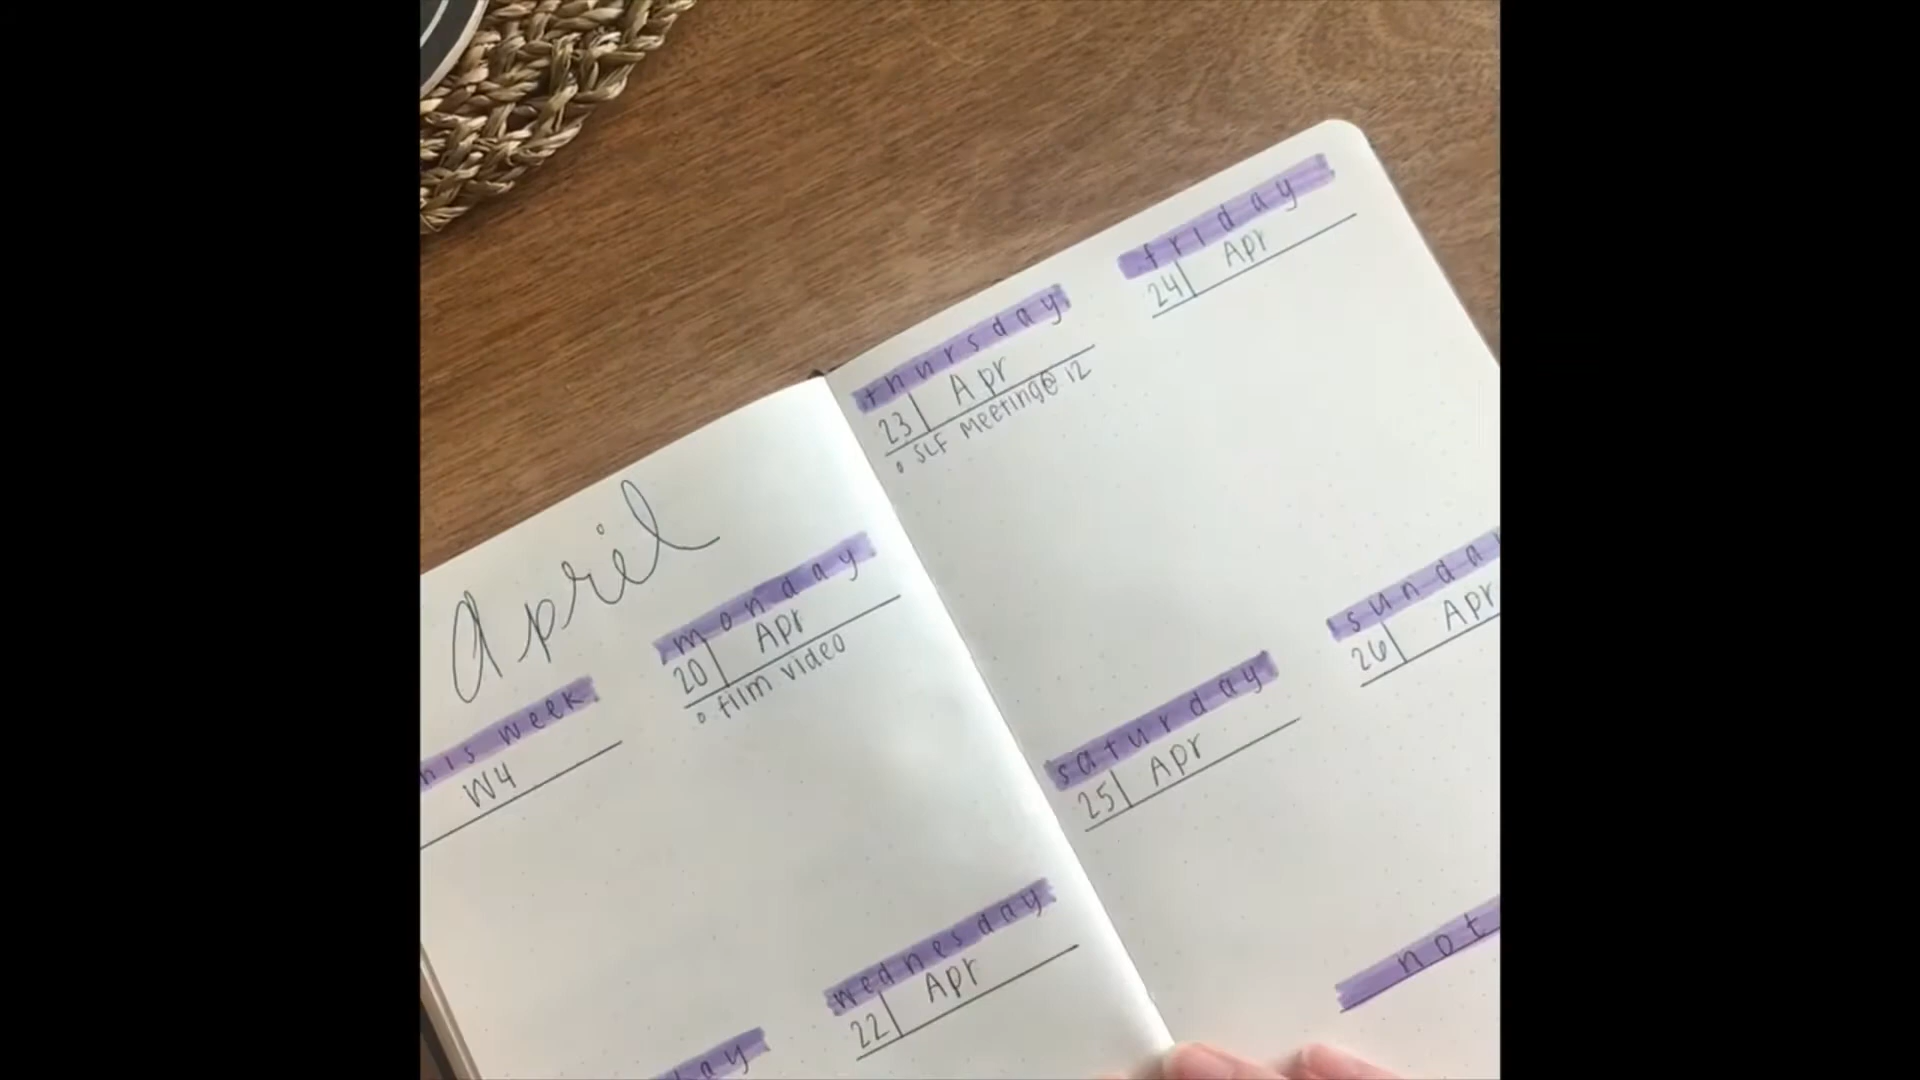 April
this week
W4
monday
20 Apr
film video
wednesday
22 Apr
thursday
23 Apr
SLF Meeting@12
friday
24 Apr
saturday
25 Apr
sunday
26 Apr